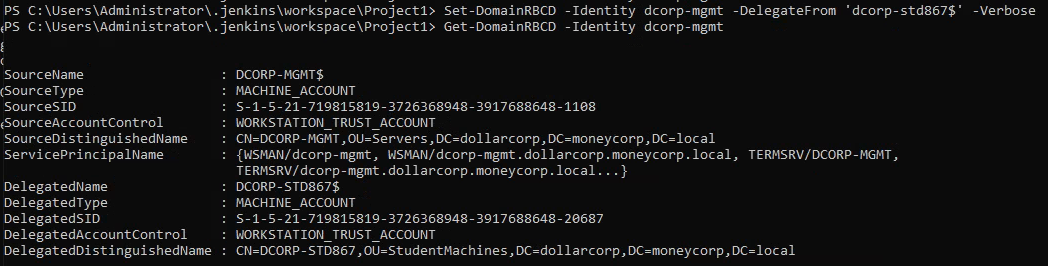 PS C:\Users\Administrator\.jenkins\workspace\Project1> Set-DomainRBCD -Identity dcorp-mgmt -DelegateFrom 'dcorp-std867$' -Verbose
PS C:\Users\Administrator\.jenkins\workspace\Project1> Get-DomainRBCD -Identity dcorp-mgmt
SourceName : DCORP-MGMT$
SourceType : MACHINE_ACCOUNT
SourceSID : S-1-5-21-719815819-3726368948-3917688648-1108
SourceAccountControl : WORKSTATION_TRUST_ACCOUNT
SourceDistinguishedName : CN=DCORP-MGMT,OU=Servers,DC=dollarcorp,DC=moneycorp,DC=local
ServicePrincipalName : {WSMAN/dcorp-mgmt, WSMAN/dcorp-mgmt.dollarcorp.moneycorp.local, TERMSRV/DCORP-MGMT,
TERMSRV/dcorp-mgmt.dollarcorp.moneycorp.local...}
DelegatedName : DCORP-STD867$
DelegatedType : MACHINE_ACCOUNT
DelegatedSID : S-1-5-21-719815819-3726368948-3917688648-20687
DelegatedAccountControl : WORKSTATION_TRUST_ACCOUNT
DelegatedDistinguishedName : CN=DCORP-STD867,OU=StudentMachines,DC=dollarcorp,DC=moneycorp,DC=local